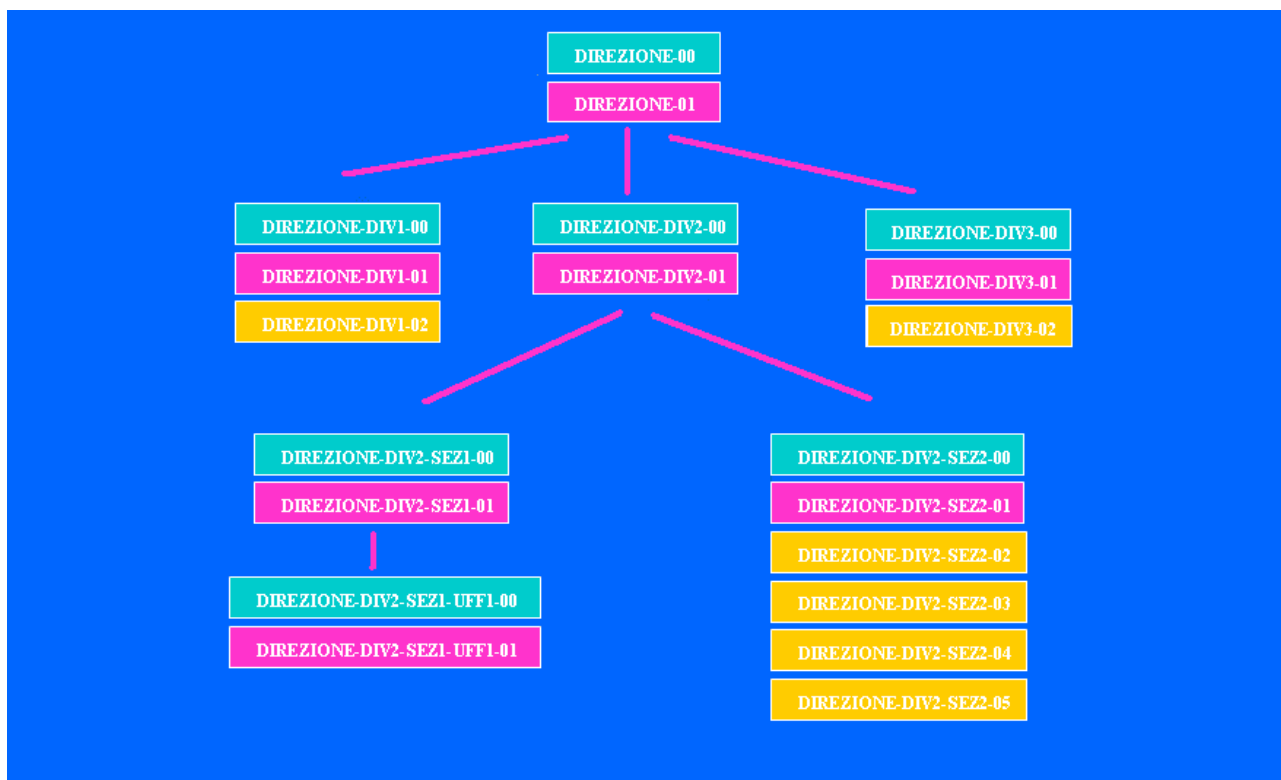 DIREZIONE-00
DIREZIONE-01
DIREZIONE-DIV1-00
DIREZIONE-DIV1-01
DIREZIONE-DIV1-02
DIREZIONE-DIV2-00
DIREZIONE-DIV2-01
DIREZIONE-DIV3-00
DIREZIONE-DIV3-01
DIREZIONE-DIV3-02
DIREZIONE-DIV2-SEZ1-00
DIREZIONE-DIV2-SEZ1-01
DIREZIONE-DIV2-SEZ1-UFF1-00
DIREZIONE-DIV2-SEZ1-UFF1-01
DIREZIONE-DIV2-SEZ2-00
DIREZIONE-DIV2-SEZ2-01
DIREZIONE-DIV2-SEZ2-02
DIREZIONE-DIV2-SEZ2-03
DIREZIONE-DIV2-SEZ2-04
DIREZIONE-DIV2-SEZ2-05